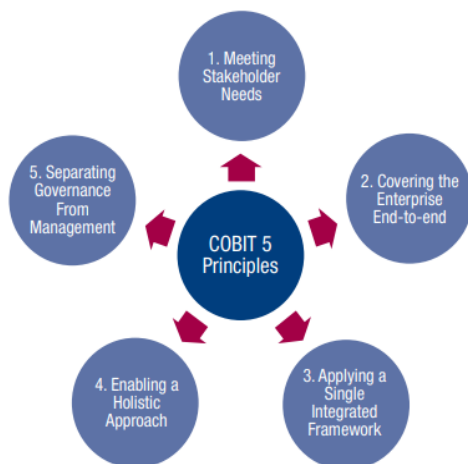 1. Meeting
Stakeholder
Needs
5. Separating
Governance
From
Management
2. Covering the
Enterprise
End-to-end
COBIT 5
Principles
4. Enabling a
Holistic
Approach
3. Applying a
Single
Integrated
Framework